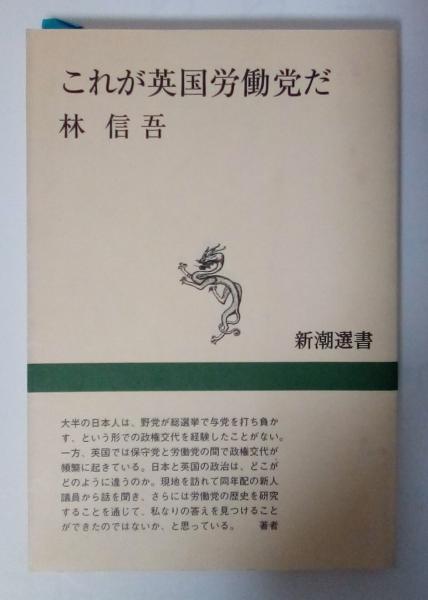 これが英国労働党だ
林 信吾
新潮選書
大半の日本人は、野党が総選挙で与党を打ち負か
す、という形での政権交代を経験したことがない。
一方、英国では保守党と労働党の間で政権交代が
頻繁に起きている。日本と英国の政治は、どこが
どのように違うのか。現地を訪れて同年配の新人
議員から話を聞き、さらには労働党の歴史を研究
することを通じて、私なりの答えを見つけること
ができたのではないか、と思っている。 著者